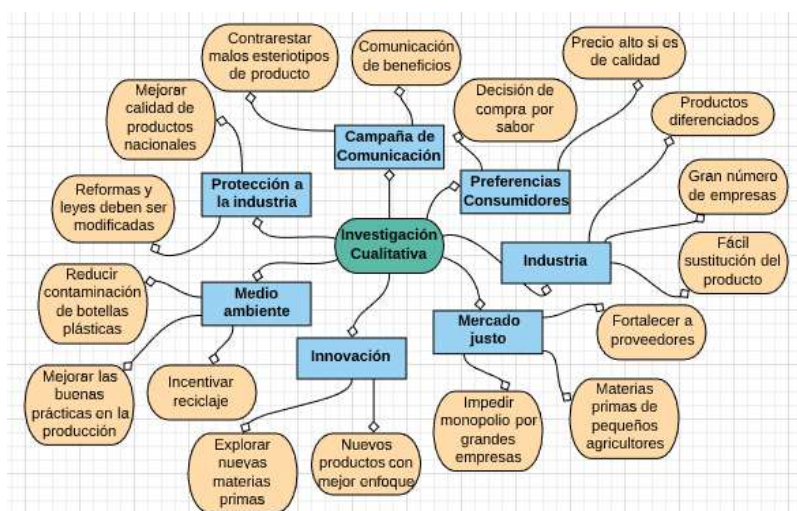 Contrarestar
malos esteriotipos
de producto
Comunicación
de beneficios
Precio alto si es
de calidad
Mejorar
calidad de
productos
nacionales
Decisión de
compra por
sabor
Productos
diferenciados
Campaña de
Comunicación
Protección a
la industria
Preferencias
Consumidores
Gran número
de empresas
Reformas y
leyes deben ser
modificadas
Investigación
Cualitativa
Industria
Fácil
sustitución del
producto
Reducir
contaminación
de botellas
plásticas
Medio
ambiente
Mercado
justo
Fortalecer a
proveedores
Innovación
Mejorar las
buenas
prácticas en la
producción
Incentivar
reciclaje
Impedir
monopolio por
grandes
empresas
Materias
primas de
pequeños
agricultores
Explorar
nuevas
materias
primas
Nuevos
productos con
mejor enfoque